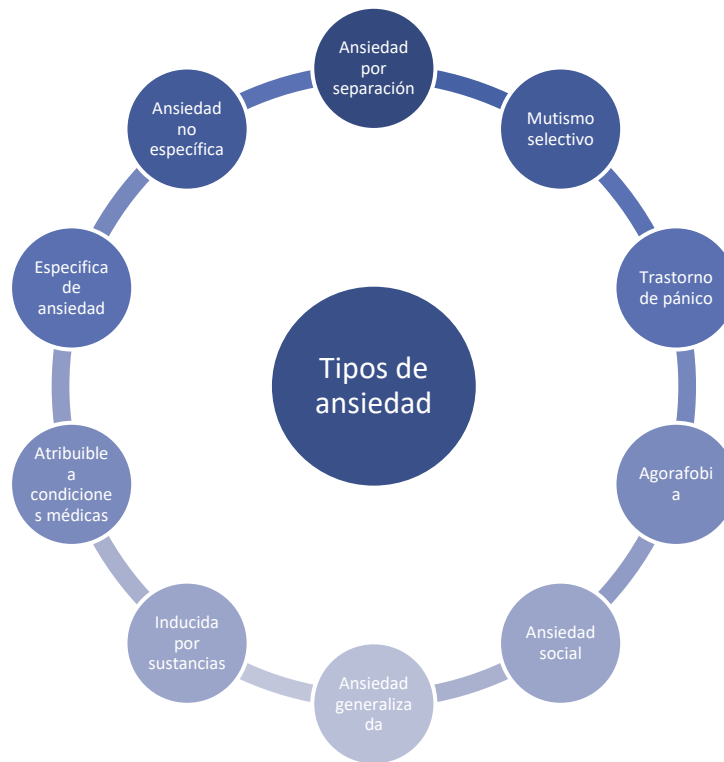 Ansiedad
por
separación
Mutismo
selectivo
Trastorno
de pánico
Agorafobi
a
Ansiedad
social
Ansiedad
generaliza
da
Inducida
por
sustancias
Atribuible
a
condicione
s médicas
Especifica
de
ansiedad
Ansiedad
no
específica
Tipos de
ansiedad